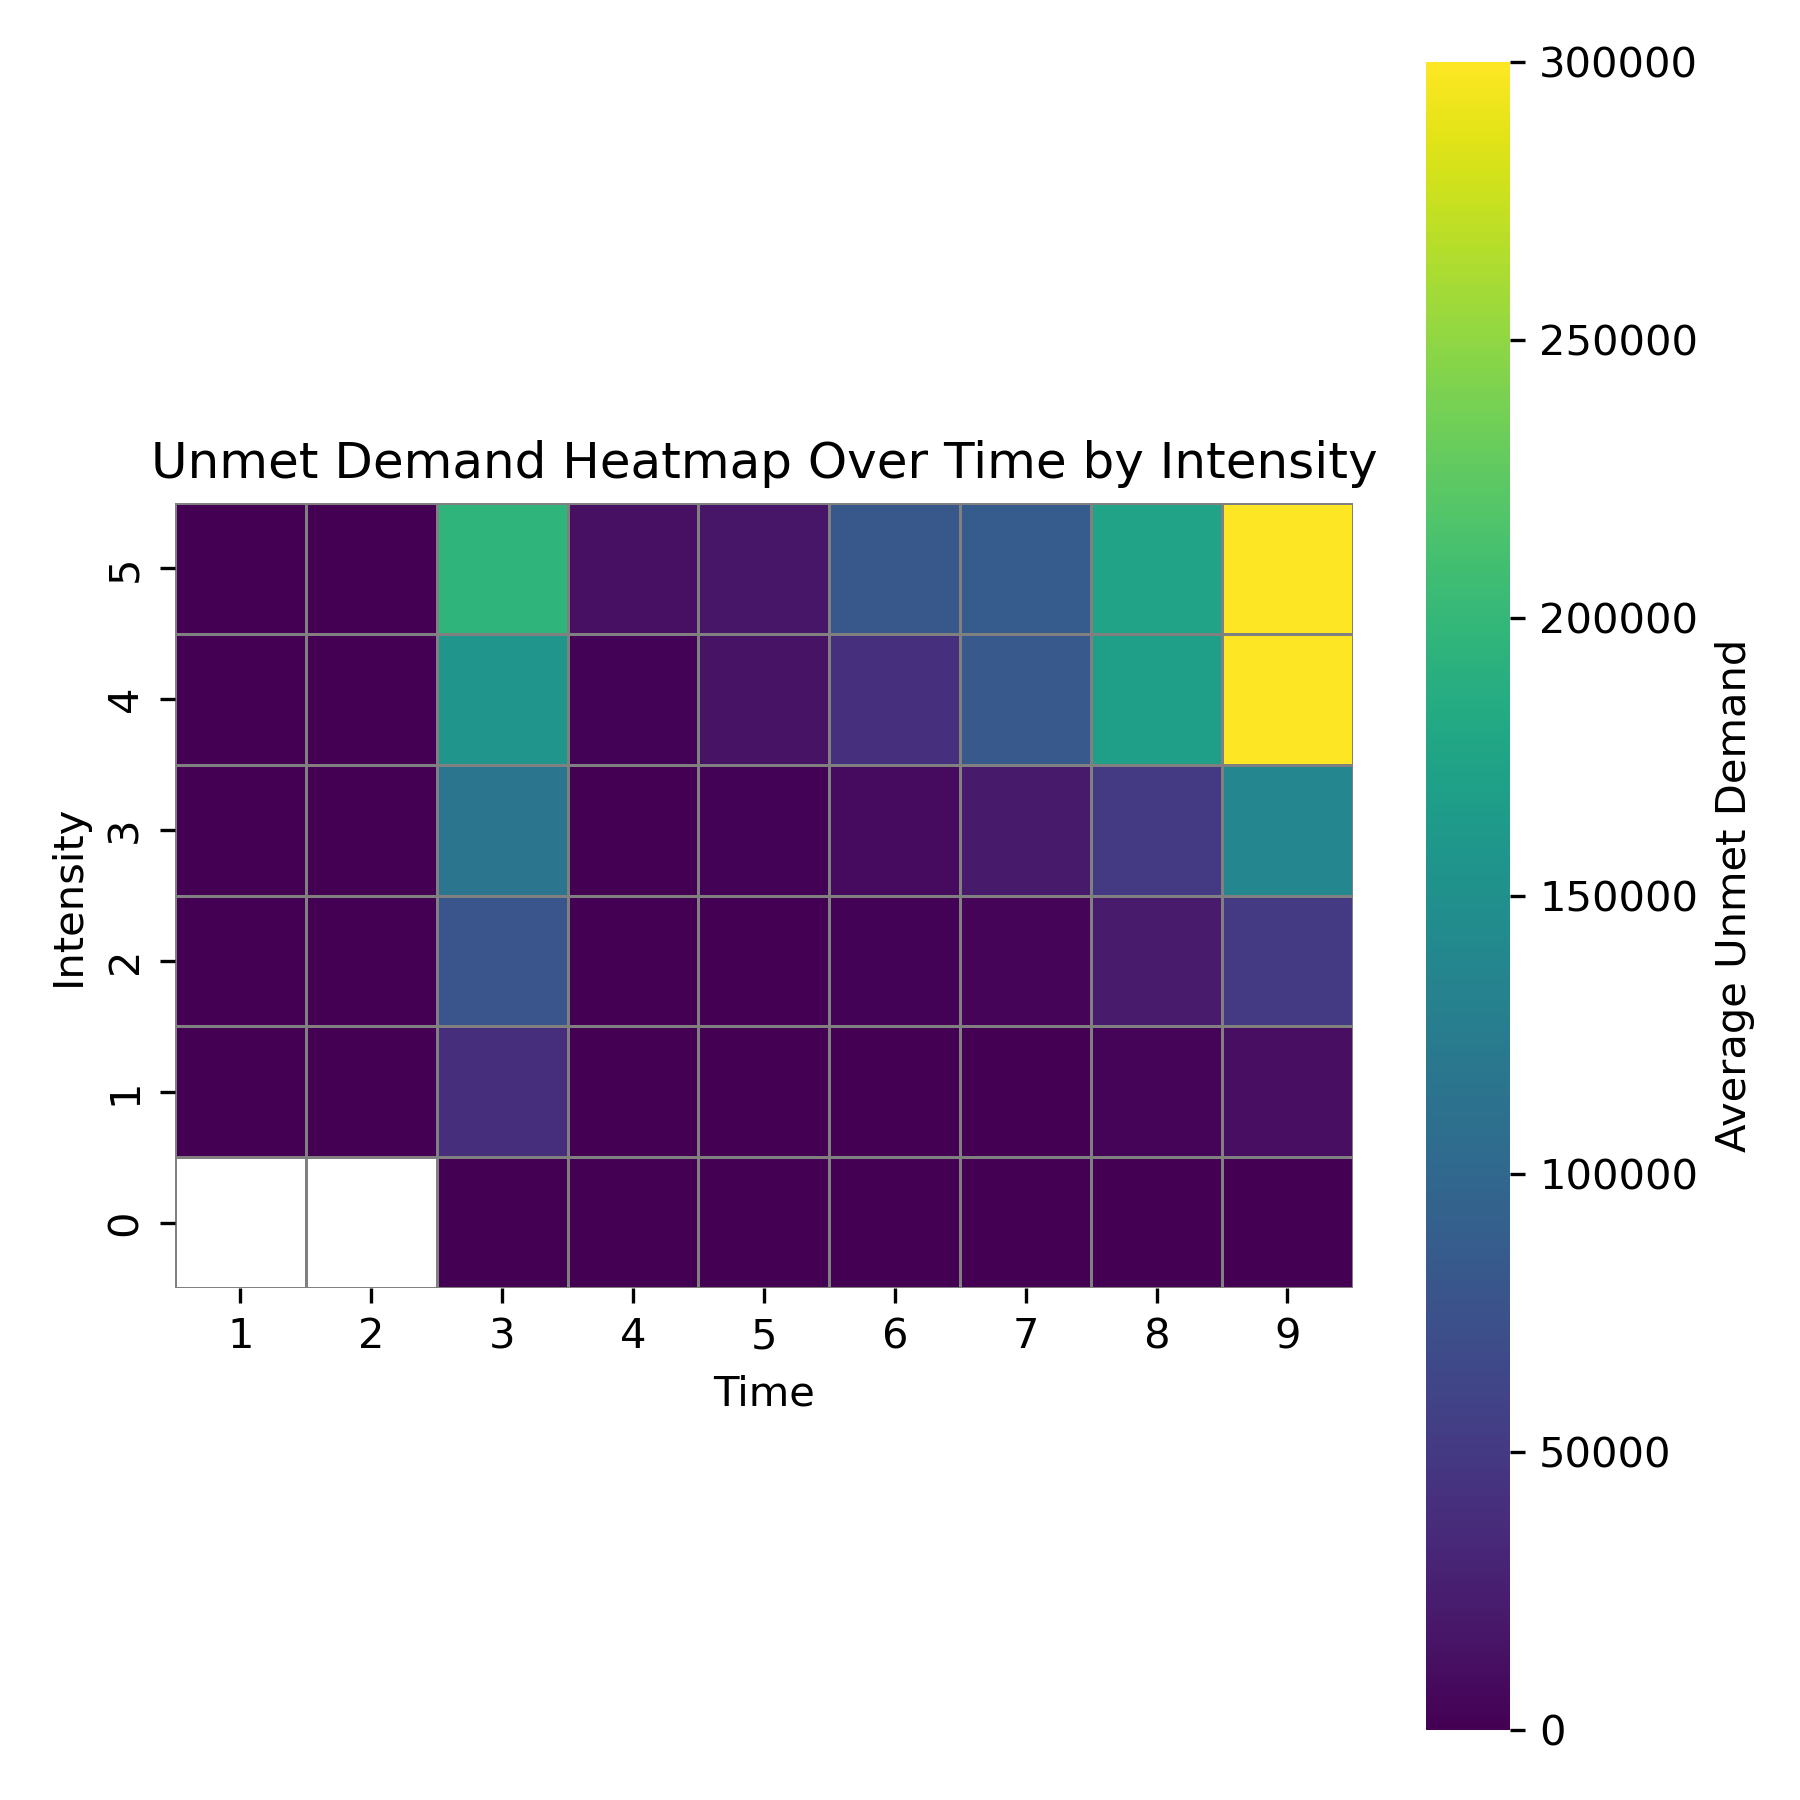 Unmet Demand Heatmap Over Time by Intensity
5
4
3
2
1
0
Intensity
1 2 3 4 5 6 7 8 9
Time
300000
250000
200000
150000
100000
50000
0
Average Unmet Demand